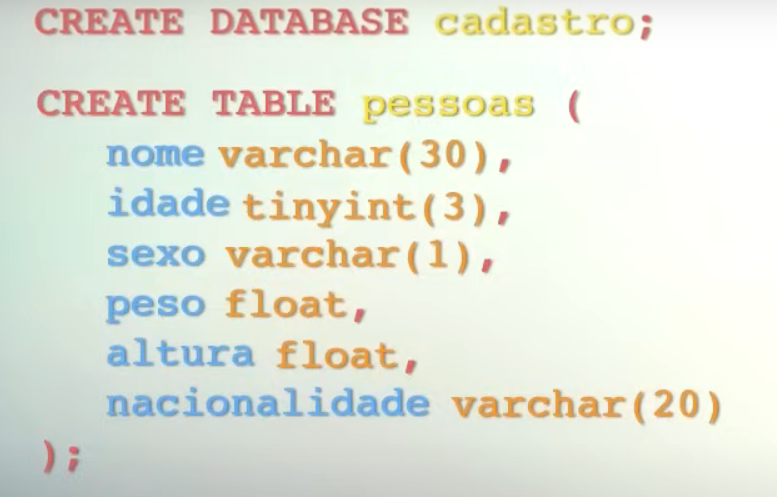 CREATE DATABASE cadastro;
CREATE TABLE pessoas (
nome varchar(30),
idade tinyint(3),
sexo varchar(1),
peso float,
altura float,
nacionalidade varchar(20)
);